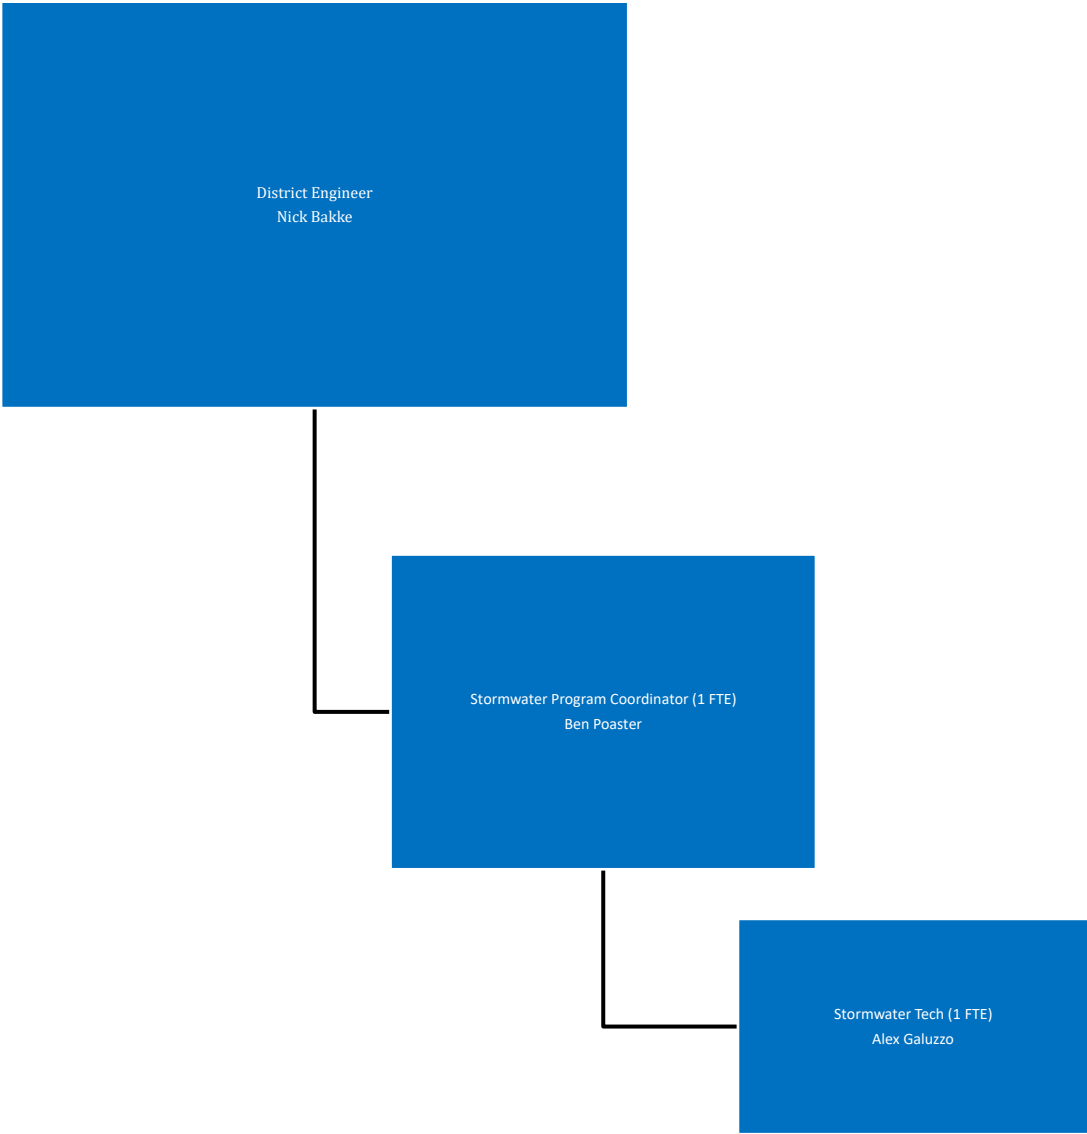 District Engineer
Nick Bakke
Stormwater Program Coordinator (1 FTE)
Ben Poaster
Stormwater Tech (1 FTE)
Alex Galuzzo